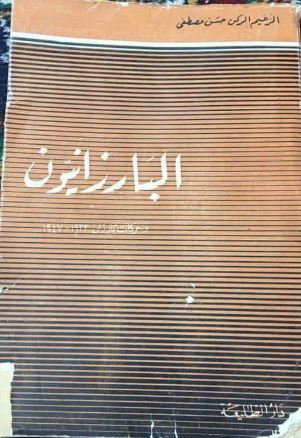 الزعيم الركن حسن مصطفى
البارزانيون
وحركات بارزان ١٩٣٢ - ١٩٤٧
دار الطليعة